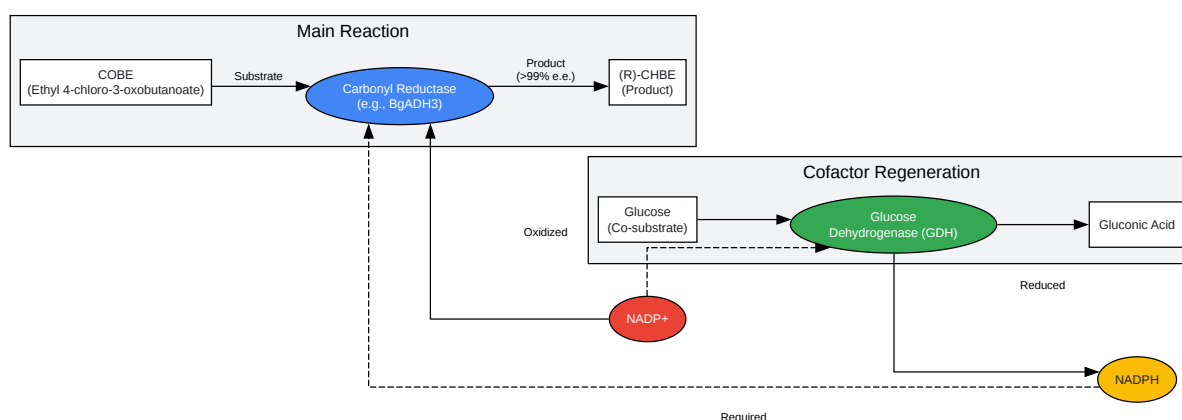 Main Reaction
COBE
(Ethyl 4-chloro-3-oxobutanoate)
Substrate
Carbonyl Reductase
(e.g., BgADH3)
Product
(>99% e.e.)
(R)-CHBE
(Product)
Cofactor Regeneration
Glucose
(Co-substrate)
Glucose
Dehydrogenase (GDH)
Gluconic Acid
Oxidized
Reduced
NADP+
NADPH
Required